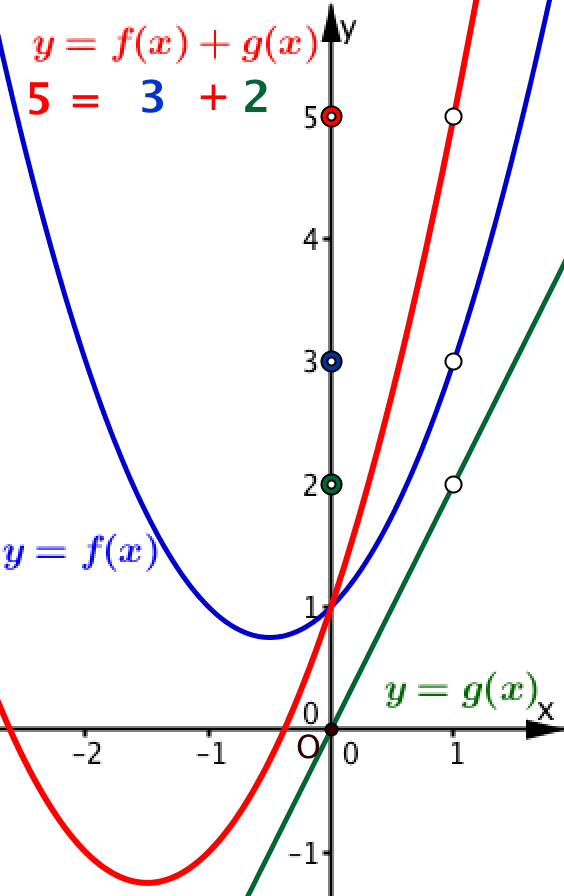 y = f(x) + g(x)
y
5 = 3 + 2
5
4
3
2
y = f(x)
1
y = g(x)
0
x
-2
-1
O
0
1
-1